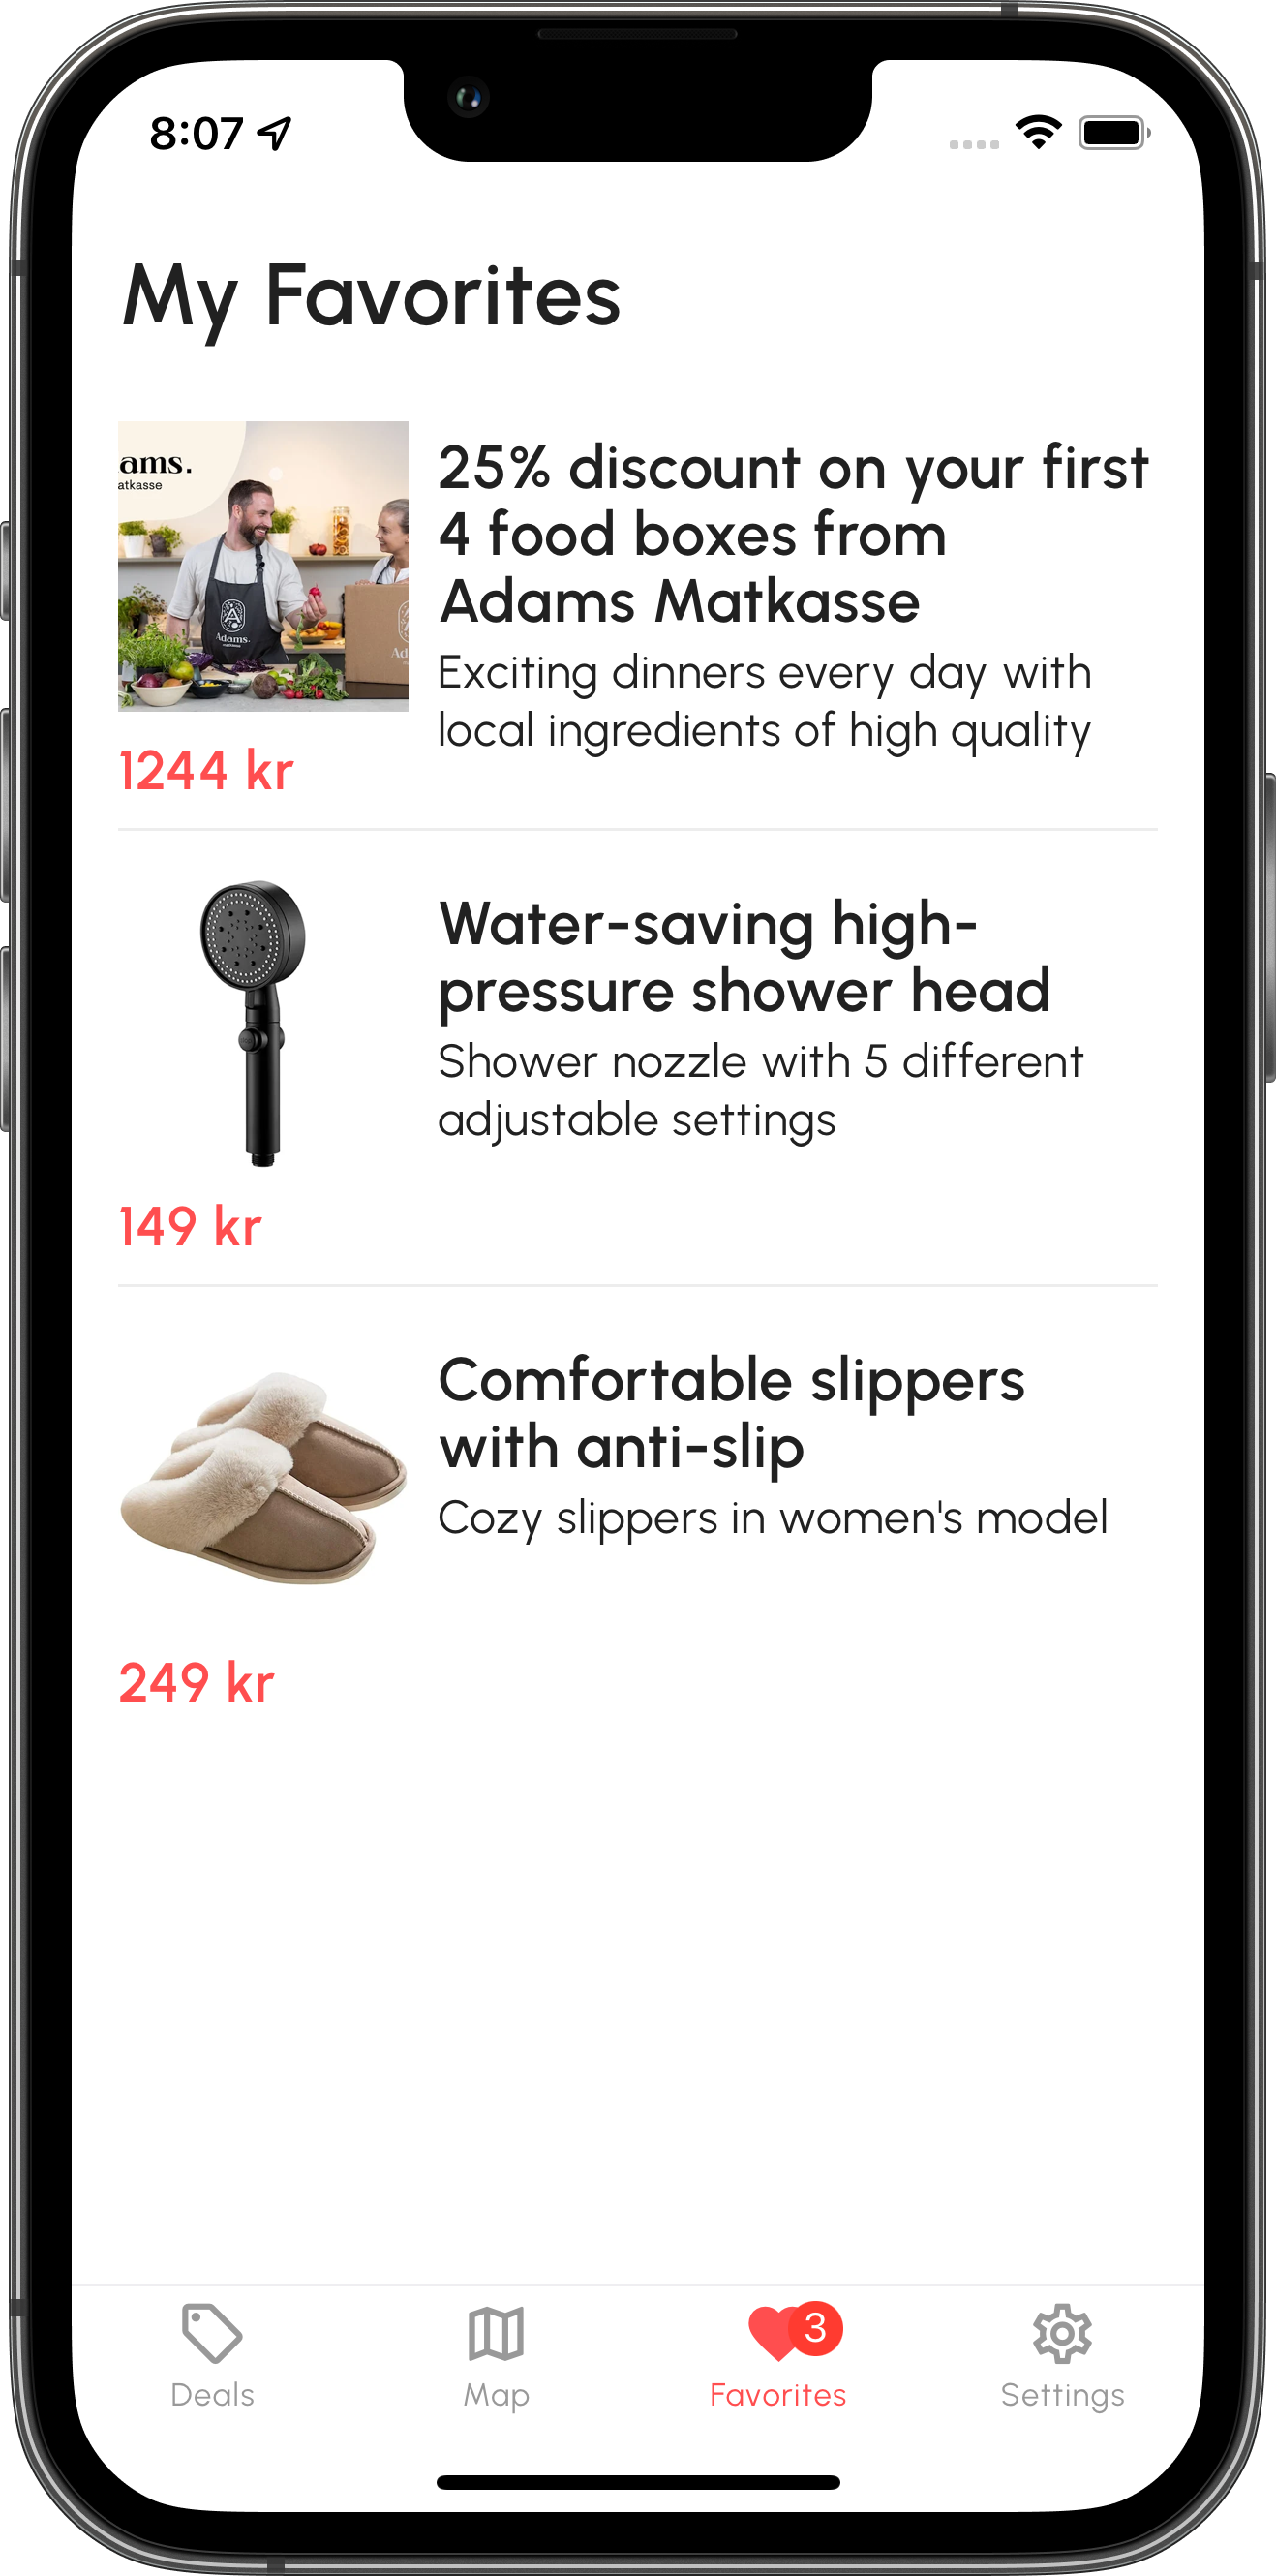 8:07
My Favorites
ams.
atkasse
Adams.
Ad
25% discount on your first
4 food boxes from
Adams Matkasse
Exciting dinners every day with
local ingredients of high quality
1244 kr
Water-saving high-
pressure shower head
Shower nozzle with 5 different
adjustable settings
149 kr
Comfortable slippers
with anti-slip
Cozy slippers in women's model
249 kr
3
Deals
Map
Favorites
Settings